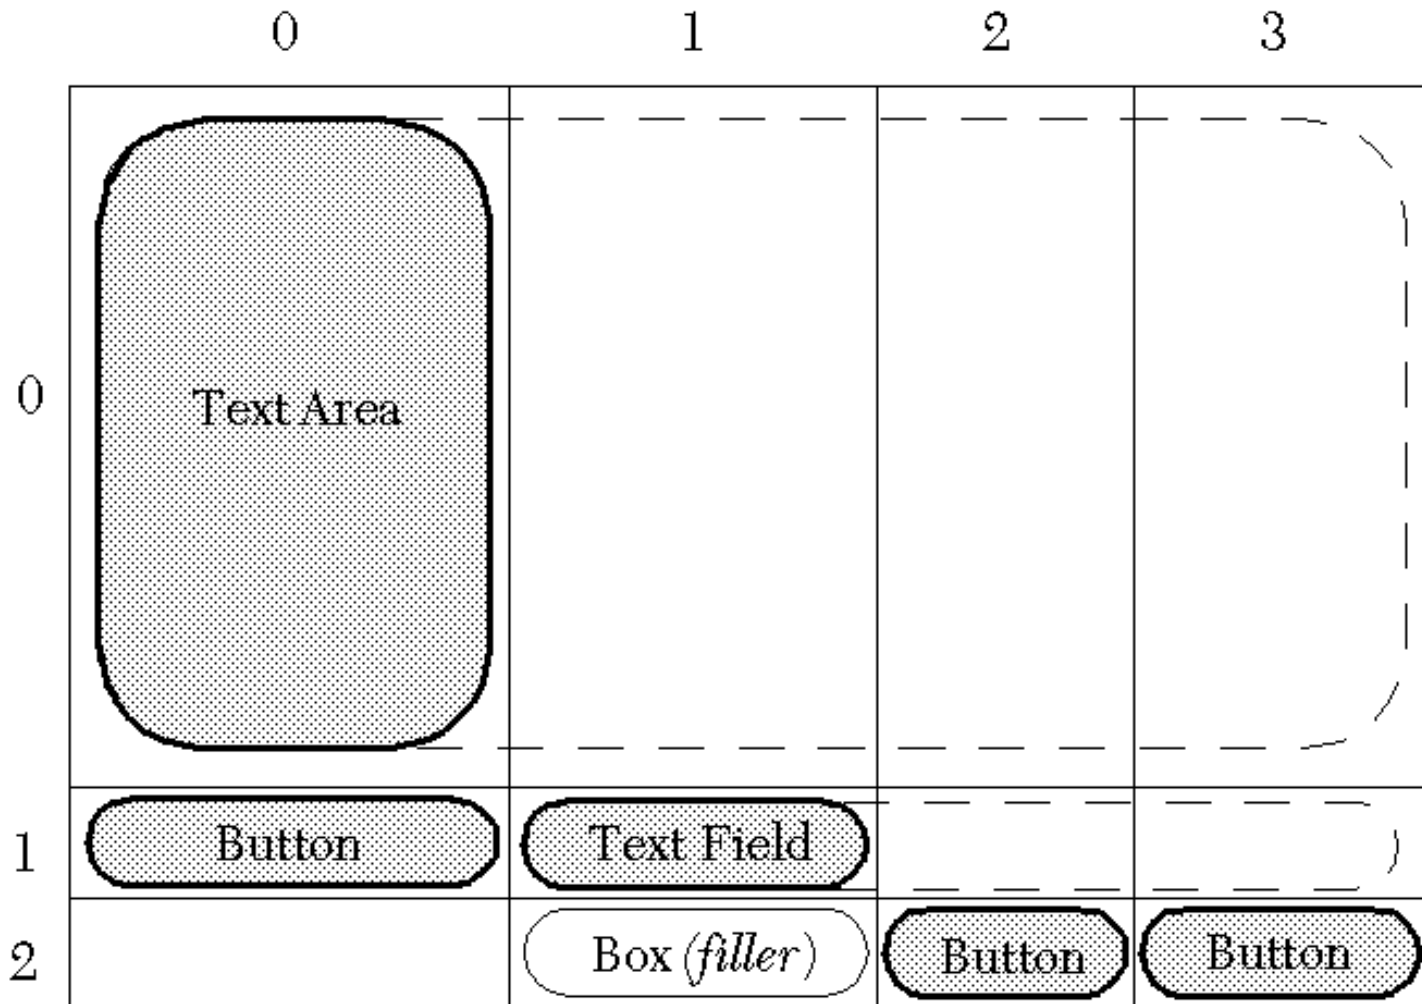 0 1 2 3
0
Text Area
1
Button Text Field
2
Box (filler) Button Button